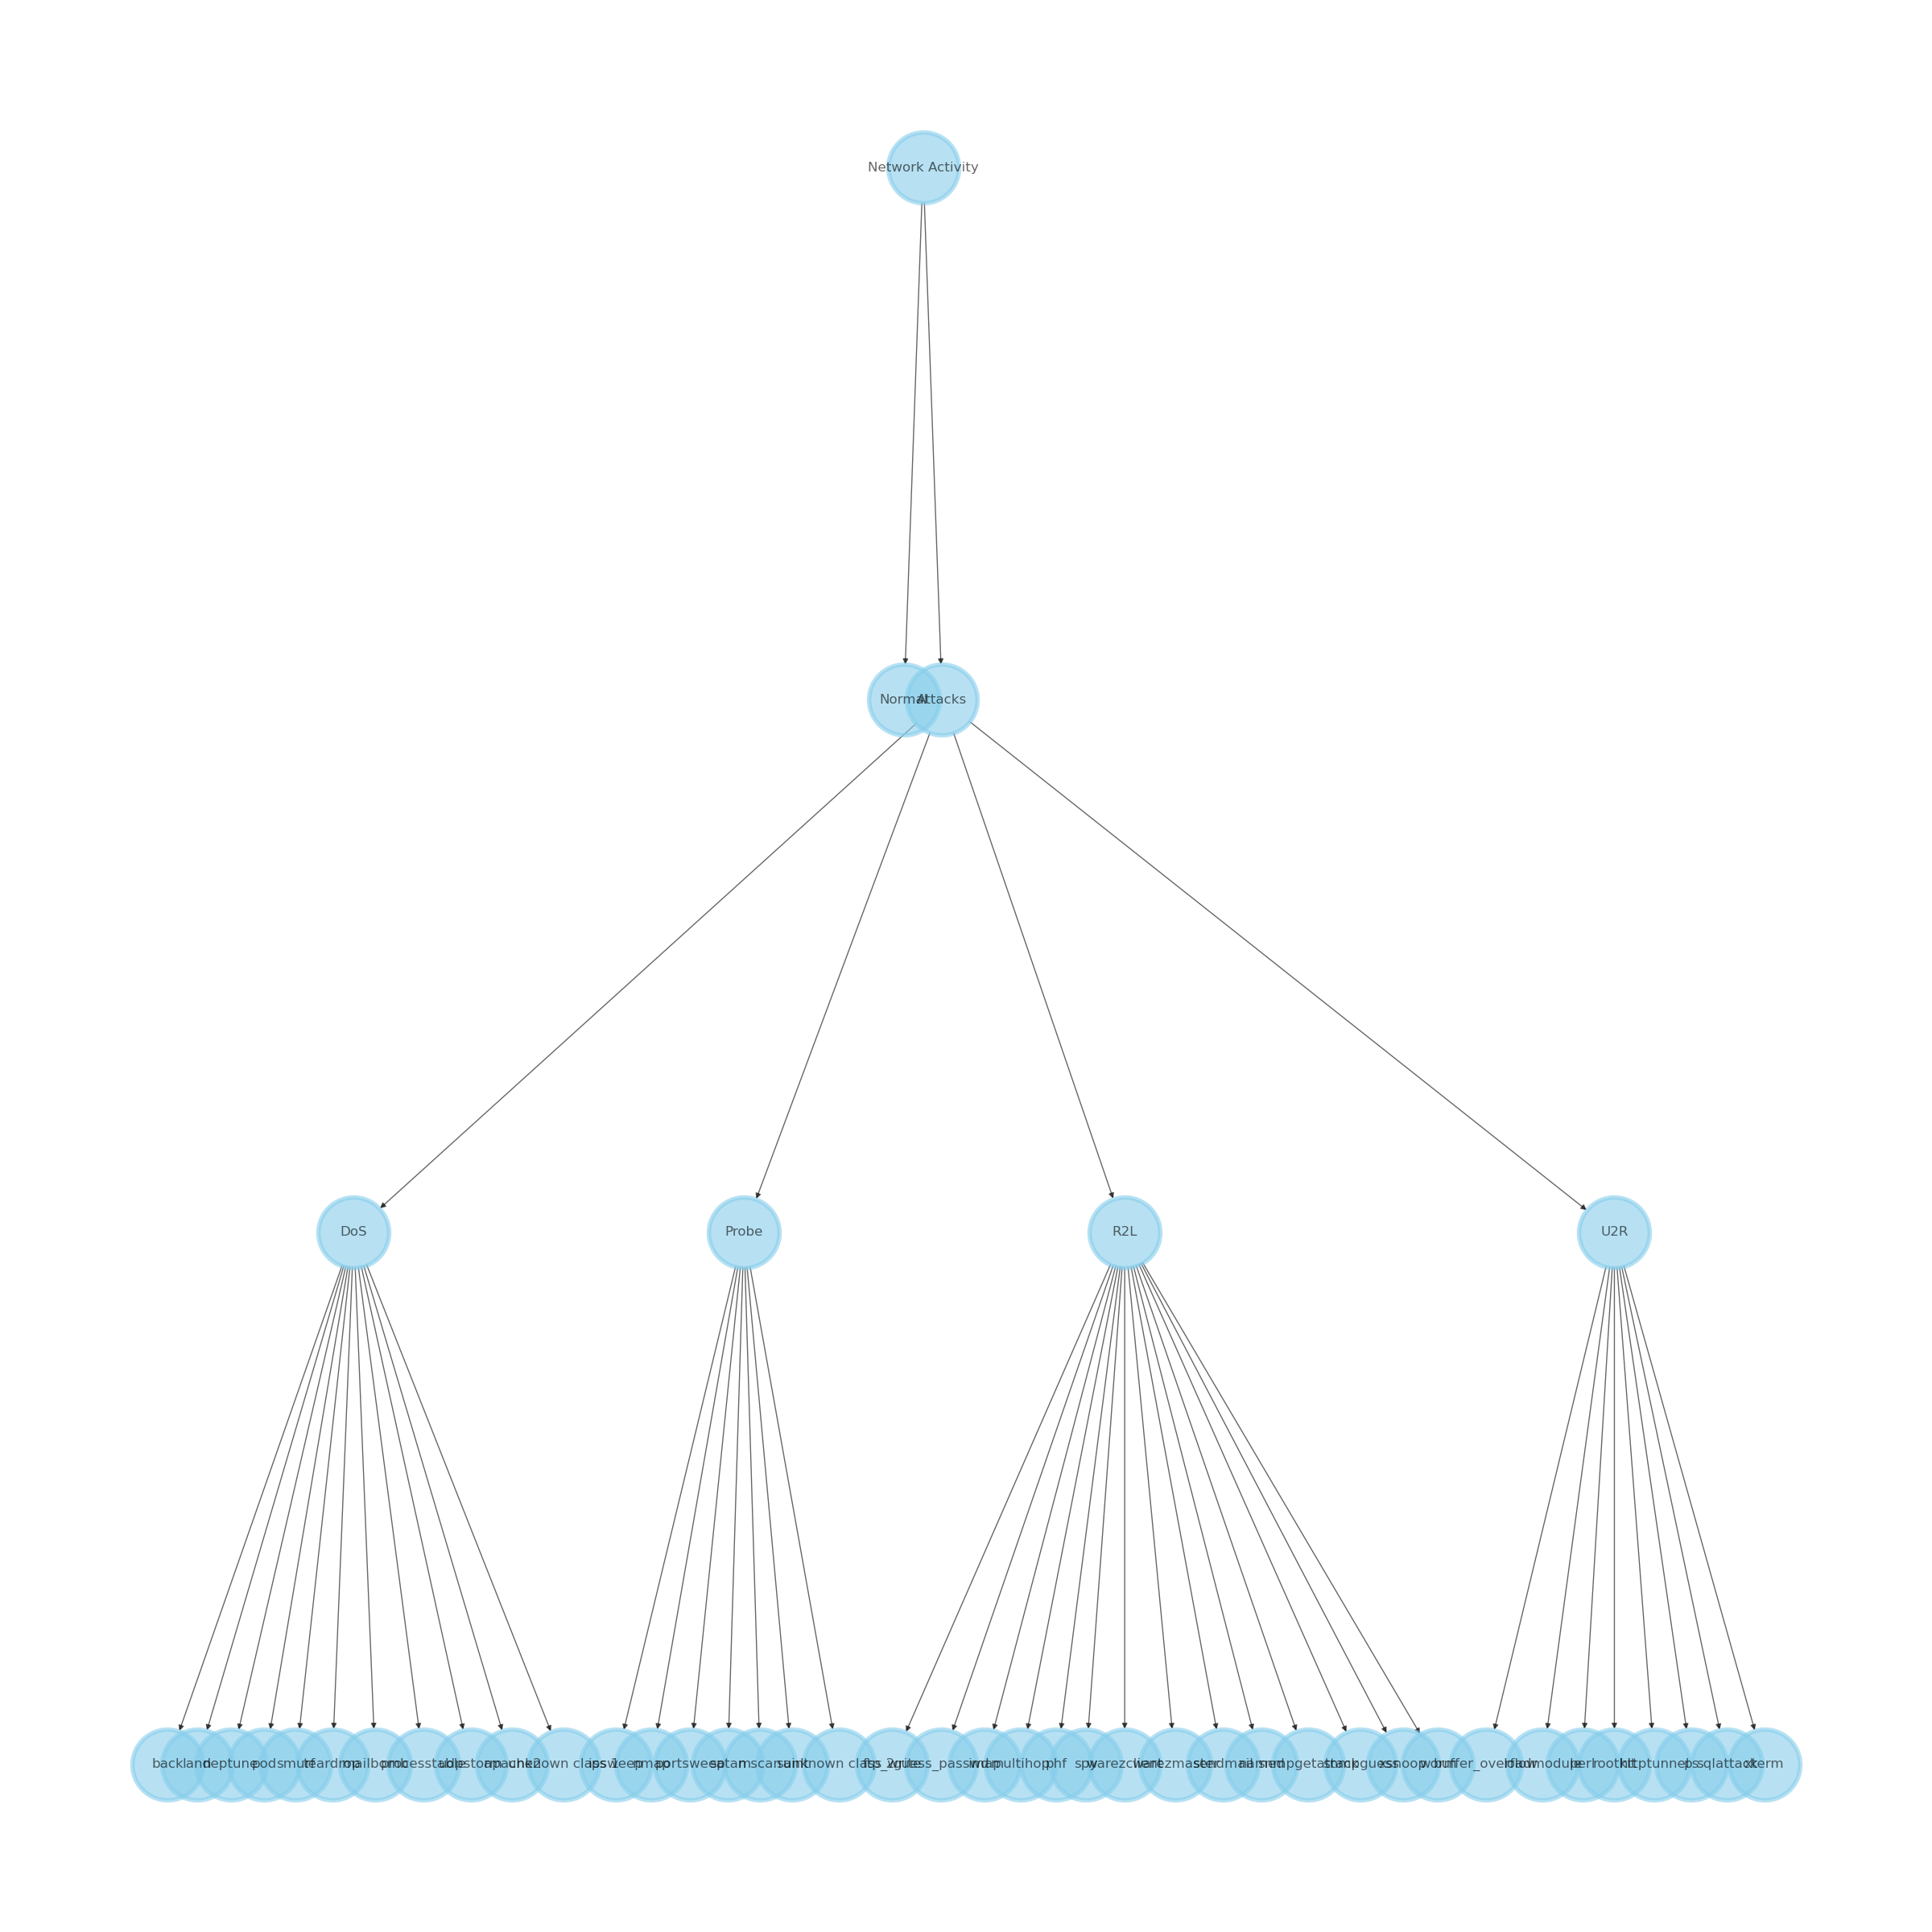 Network Activity
Normal
Attacks
DoS
Probe
R2L
U2R
back
land
neptune
pod
smurf
teardrop
mailbomb
processtable
udpstorm
apache2
unknown class_1
ipsweep
nmap
portsweep
satan
mscan
saint
unknown class_2
ftp_write
guess_passwd
imap
multihop
phf
spy
warezclient
warezmaster
sendmail
named
snmpgetattack
snmpguess
xsnoop
worm
buffer_overflow
loadmodule
perl
rootkit
httptunnel
ps
sqlattack
xterm